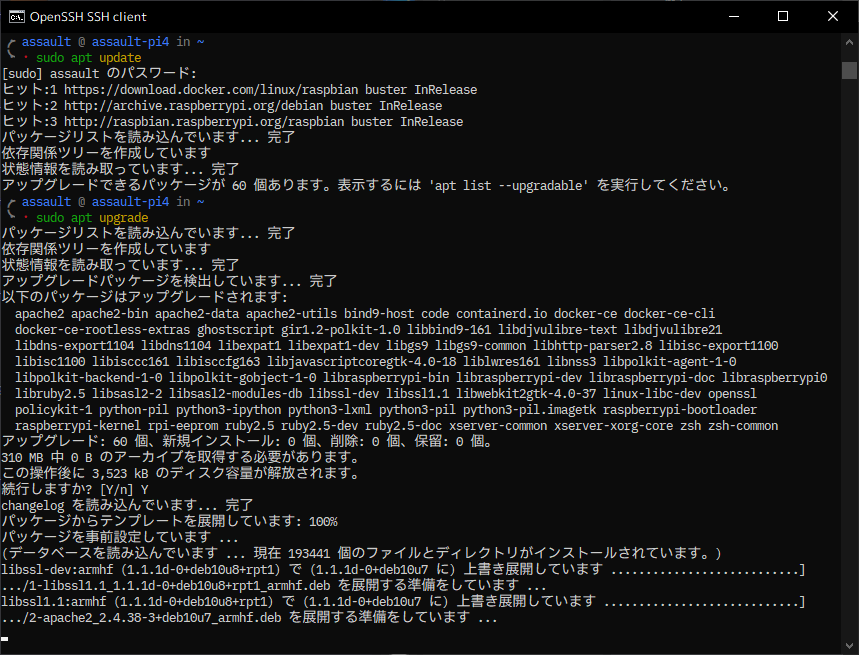 OpenSSH SSH client
assault @ assault-pi4 in ~
· sudo apt update
[sudo] assault のパスワード:
ヒット:1 https://download.docker.com/linux/raspbian buster InRelease
ヒット:2 http://archive.raspberrypi.org/debian buster InRelease
ヒット:3 http://raspbian.raspberrypi.org/raspbian buster InRelease
パッケージリストを読み込んでいます... 完了
依存関係ツリーを作成しています
状態情報を読み取っています... 完了
アップグレードできるパッケージが 60 個あります。表示するには 'apt list --upgradable' を実行してください。
assault @ assault-pi4 in ~
· sudo apt upgrade
パッケージリストを読み込んでいます... 完了
依存関係ツリーを作成しています
状態情報を読み取っています... 完了
アップグレードパッケージを検出しています... 完了
以下のパッケージはアップグレードされます:
apache2 apache2-bin apache2-data apache2-utils bind9-host code containerd.io docker-ce docker-ce-cli
docker-ce-rootless-extras ghostscript gir1.2-polkit-1.0 libbind9-161 libdjvulibre-text libdjvulibre21
libdns-export1104 libdns1104 libexpat1 libexpat1-dev libgs9 libgs9-common libhttp-parser2.8 libisc-export1100
libisc1100 libisccc161 libisccfg163 libjavascriptcoregtk-4.0-18 liblwres161 libnss3 libpolkit-agent-1-0
libpolkit-backend-1-0 libpolkit-gobject-1-0 libraspberrypi-bin libraspberrypi-dev libraspberrypi-doc libraspberrypi0
libruby2.5 libsasl2-2 libsasl2-modules-db libssl-dev libssl1.1 libwebkit2gtk-4.0-37 linux-libc-dev openssl
policykit-1 python-pil python3-ipython python3-lxml python3-pil python3-pil.imagetk raspberrypi-bootloader
raspberrypi-kernel rpi-eeprom ruby2.5 ruby2.5-dev ruby2.5-doc xserver-common xserver-xorg-core zsh zsh-common
アップグレード: 60 個、新規インストール: 0 個、削除: 0 個、保留: 0 個。
310 MB 中 0 B のアーカイブを取得する必要があります。
この操作後に 3,523 kB のディスク容量が解放されます。
続行しますか? [Y/n] Y
changelog を読み込んでいます... 完了
パッケージからテンプレートを展開しています: 100%
パッケージを事前設定しています ...
(データベースを読み込んでいます ... 現在 193441 個のファイルとディレクトリがインストールされています。)
libssl-dev:armhf (1.1.1d-0+deb10u8+rpt1) で (1.1.1d-0+deb10u7 に) 上書き展開しています ...........................]
.../1-libssl1.1_1.1.1d-0+deb10u8+rpt1_armhf.deb を展開する準備をしています ...
libssl1.1:armhf (1.1.1d-0+deb10u8+rpt1) で (1.1.1d-0+deb10u7 に) 上書き展開しています ............................]
.../2-apache2_2.4.38-3+deb10u7_armhf.deb を展開する準備をしています ...